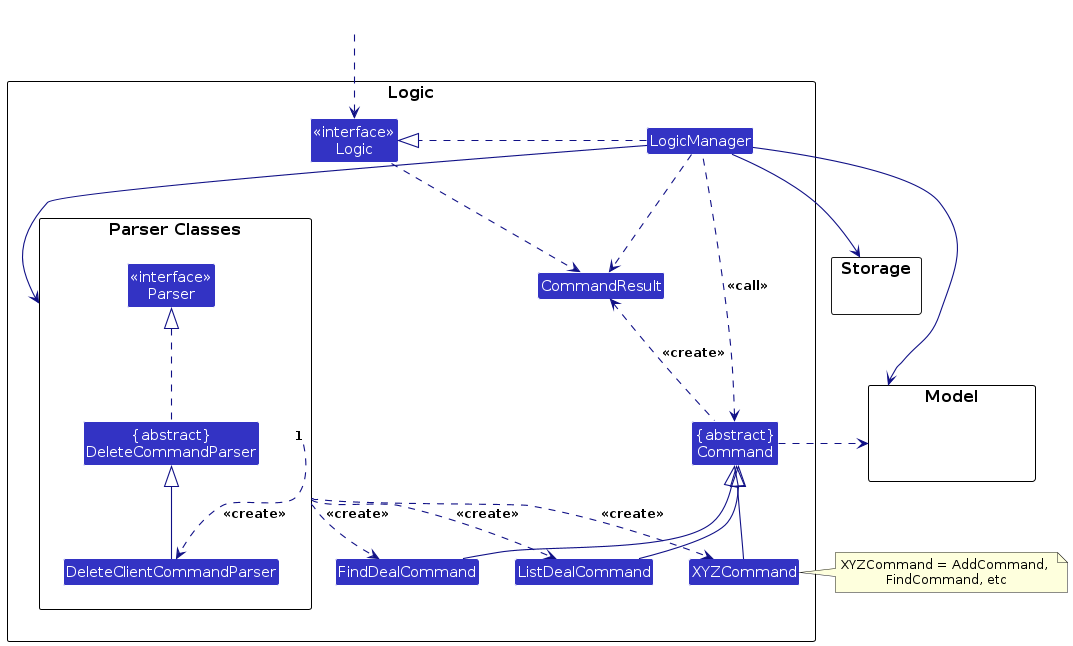 Logic
«interface»
Logic
LogicManager
Parser Classes
«interface»
Parser
CommandResult
Storage
«call»
«create»
Model
{abstract}
DeleteCommandParser
1
{abstract}
Command
«create»
«create»
«create»
«create»
DeleteClientCommandParser
FindDealCommand
ListDealCommand
XYZCommand
XYZCommand = AddCommand,
FindCommand, etc